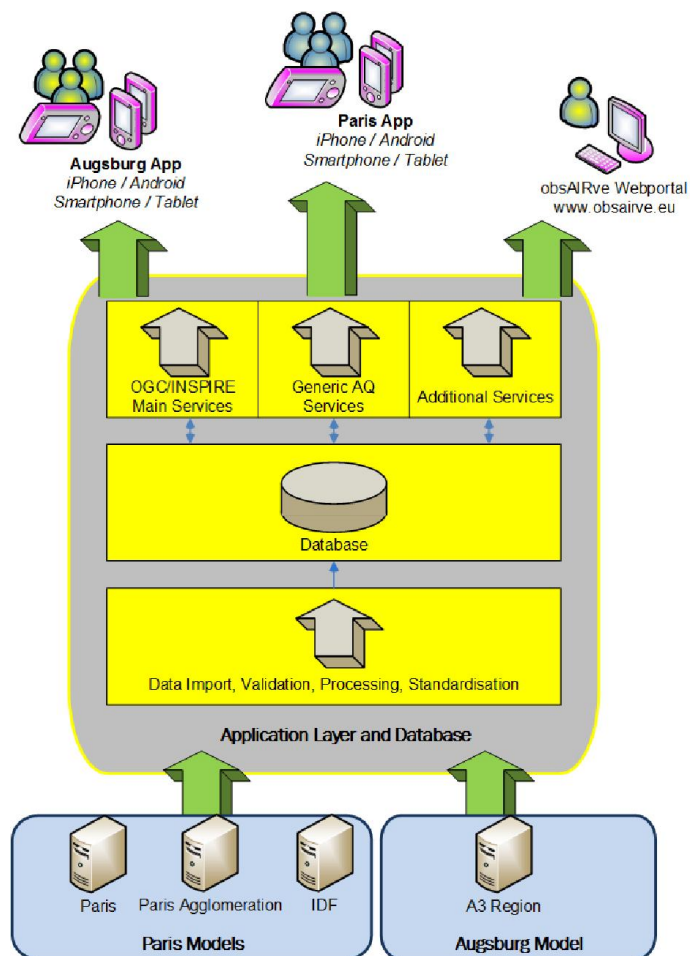 Paris App
iPhone / Android
Smartphone / Tablet
Augsburg App
iPhone / Android
Smartphone / Tablet
obsAIRve Webportal
www.obsairve.eu
OGC/INSPIRE
Main Services
Generic AQ
Services
Additional Services
Database
Data Import, Validation, Processing, Standardisation
Application Layer and Database
Paris
Paris Agglomeration
IDF
Paris Models
A3 Region
Augsburg Model